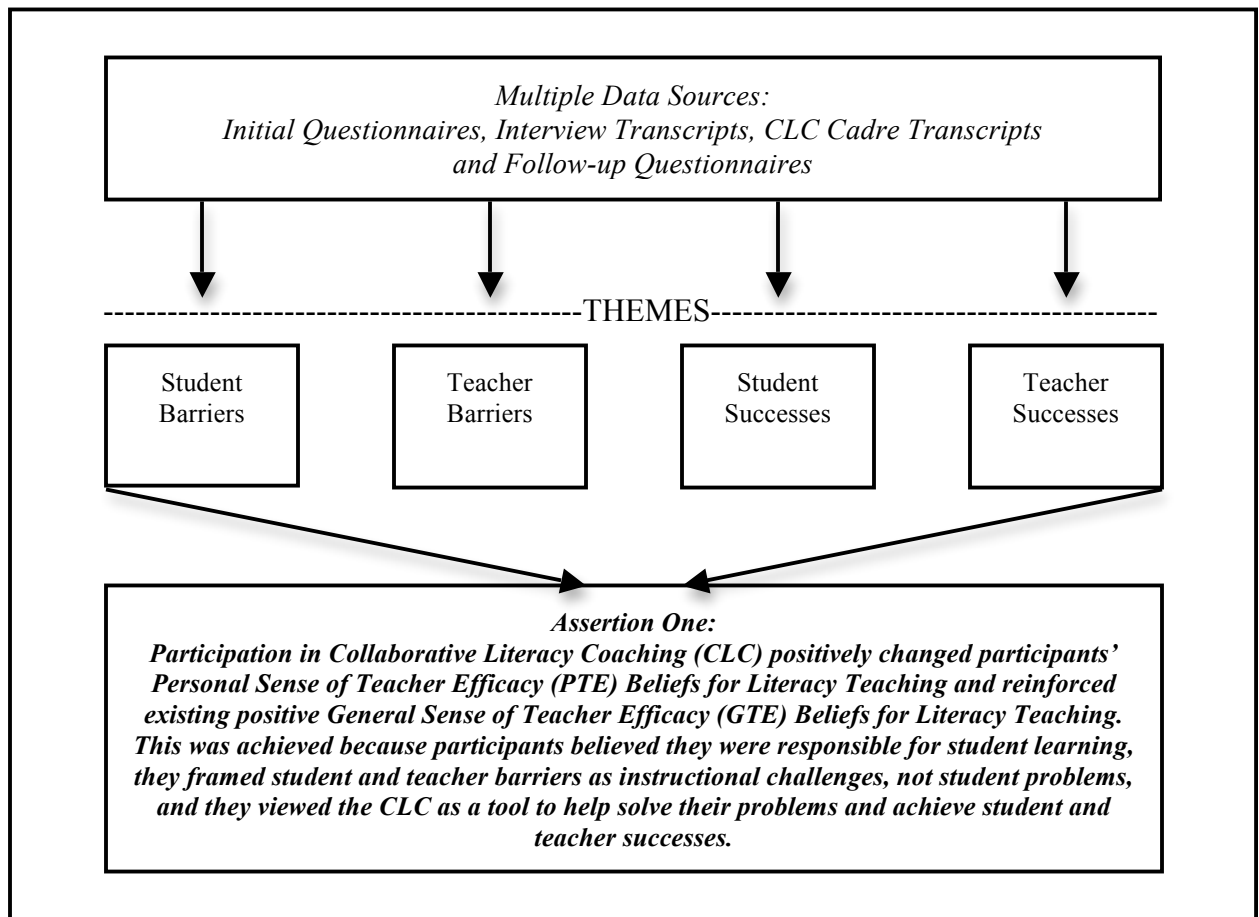 Multiple Data Sources:
Initial Questionnaires, Interview Transcripts, CLC Cadre Transcripts
and Follow-up Questionnaires
---------------------------------------------THEMES------------------------------------------
Student
Barriers
Teacher
Barriers
Student
Successes
Teacher
Successes
Assertion One:
Participation in Collaborative Literacy Coaching (CLC) positively changed participants’
Personal Sense of Teacher Efficacy (PTE) Beliefs for Literacy Teaching and reinforced
existing positive General Sense of Teacher Efficacy (GTE) Beliefs for Literacy Teaching.
This was achieved because participants believed they were responsible for student learning,
they framed student and teacher barriers as instructional challenges, not student problems,
and they viewed the CLC as a tool to help solve their problems and achieve student and
teacher successes.